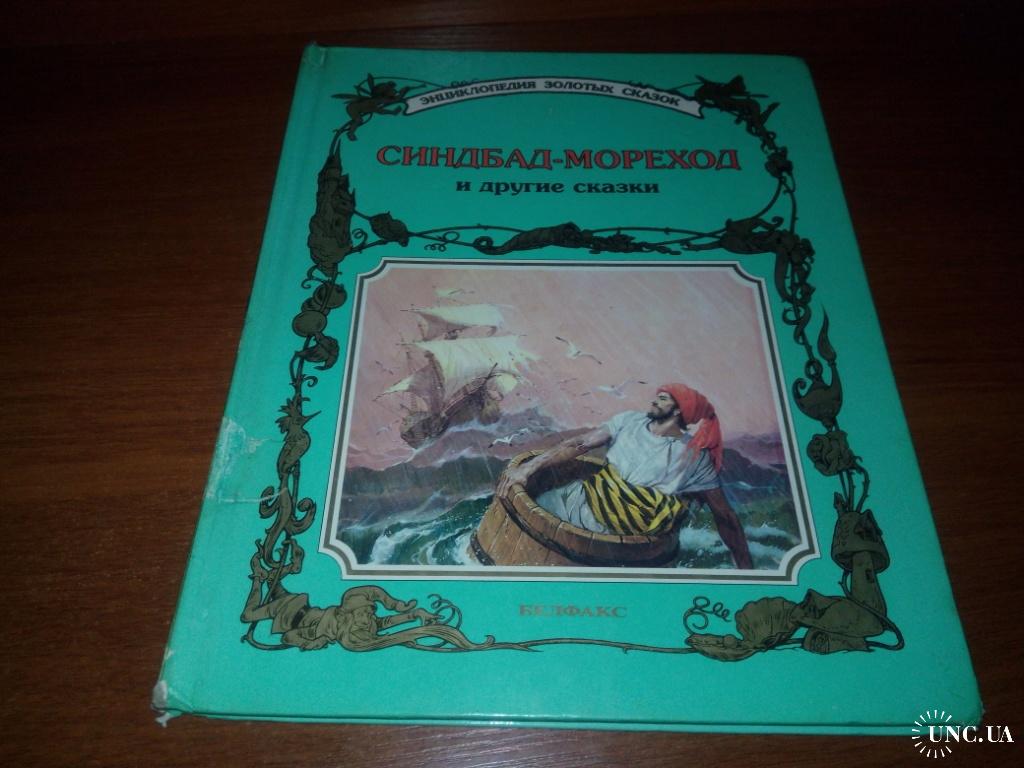 ЭНЦИКЛОПЕДИЯ ЗОЛОТЫХ СКАЗОК
СИНДБАД-МОРЕХОД
и другие сказки
БЕЛФАКС
UNC.UA